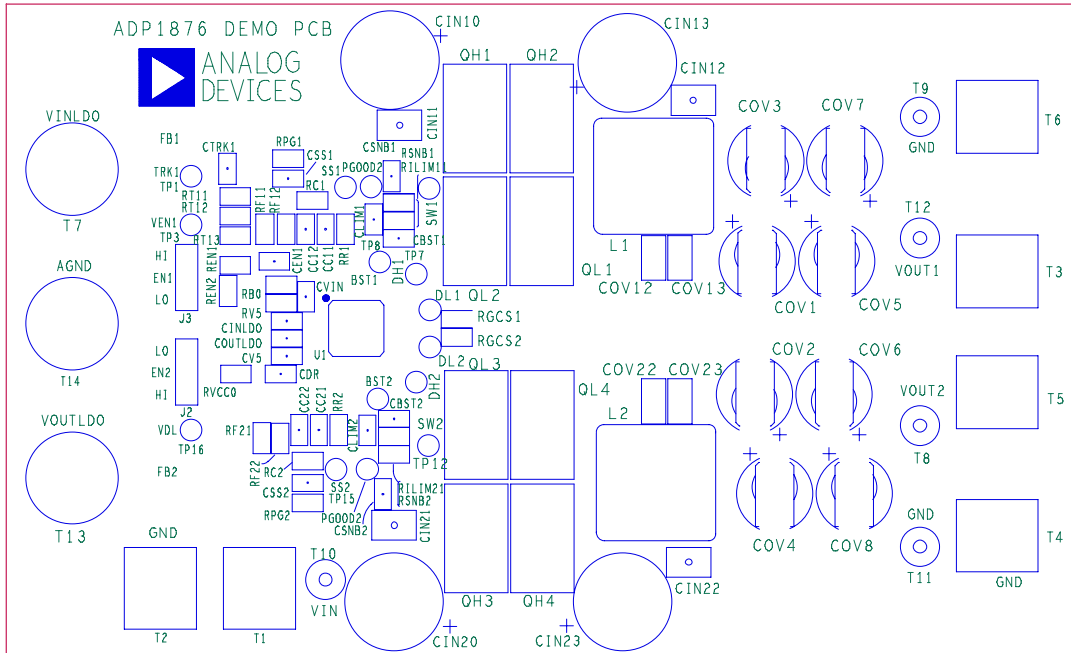 ADP1876 DEMO PCB
ANALOG
DEVICES
CIN10
QH1
QH2
CIN13
CIN12
COV3
COV7
T9
GND
T6
VINLDO
FB1
CTRK1
RPG1
CSS1
SS1
PGOOD2
CSNB1
RSNB1
RILIM11
CIN11
TRK1
TP1
RT11
RT12
RC1
VEN1
TP3
RT13
RF11
RF12
CC12
CC11
RR1
CLIM1
TP8
CBST1
SW1
T7
HI
EN1
LO
J3
REN1
REN2
CEN1
BST1
DH1
TP7
L1
QL1
QL2
COV12
COV13
COV1
COV5
T12
VOUT1
T3
AGND
T14
RB0
CVIN
RV5
CINLDO
COUTLDO
CV5
U1
DL1
RGCS1
RGCS2
DL2
QL3
LO
EN2
HI
J2
RVCC0
CDR
BST2
DH2
CBST2
QL4
COV22
COV23
L2
COV2
COV6
VOUT2
T8
T5
VOUTLDO
T13
VDL
TP16
FB2
RF21
RF22
CC22
CC21
RR2
CLIM2
SW2
TP12
RC2
CSS2
RPG2
SS2
TP15
PGOOD2
CSNB2
RILIM21
RSNB2
CIN21
COV4
COV8
GND
T11
T4
GND
GND
T2
T1
T10
VIN
CIN20
QH3
QH4
CIN23
CIN22